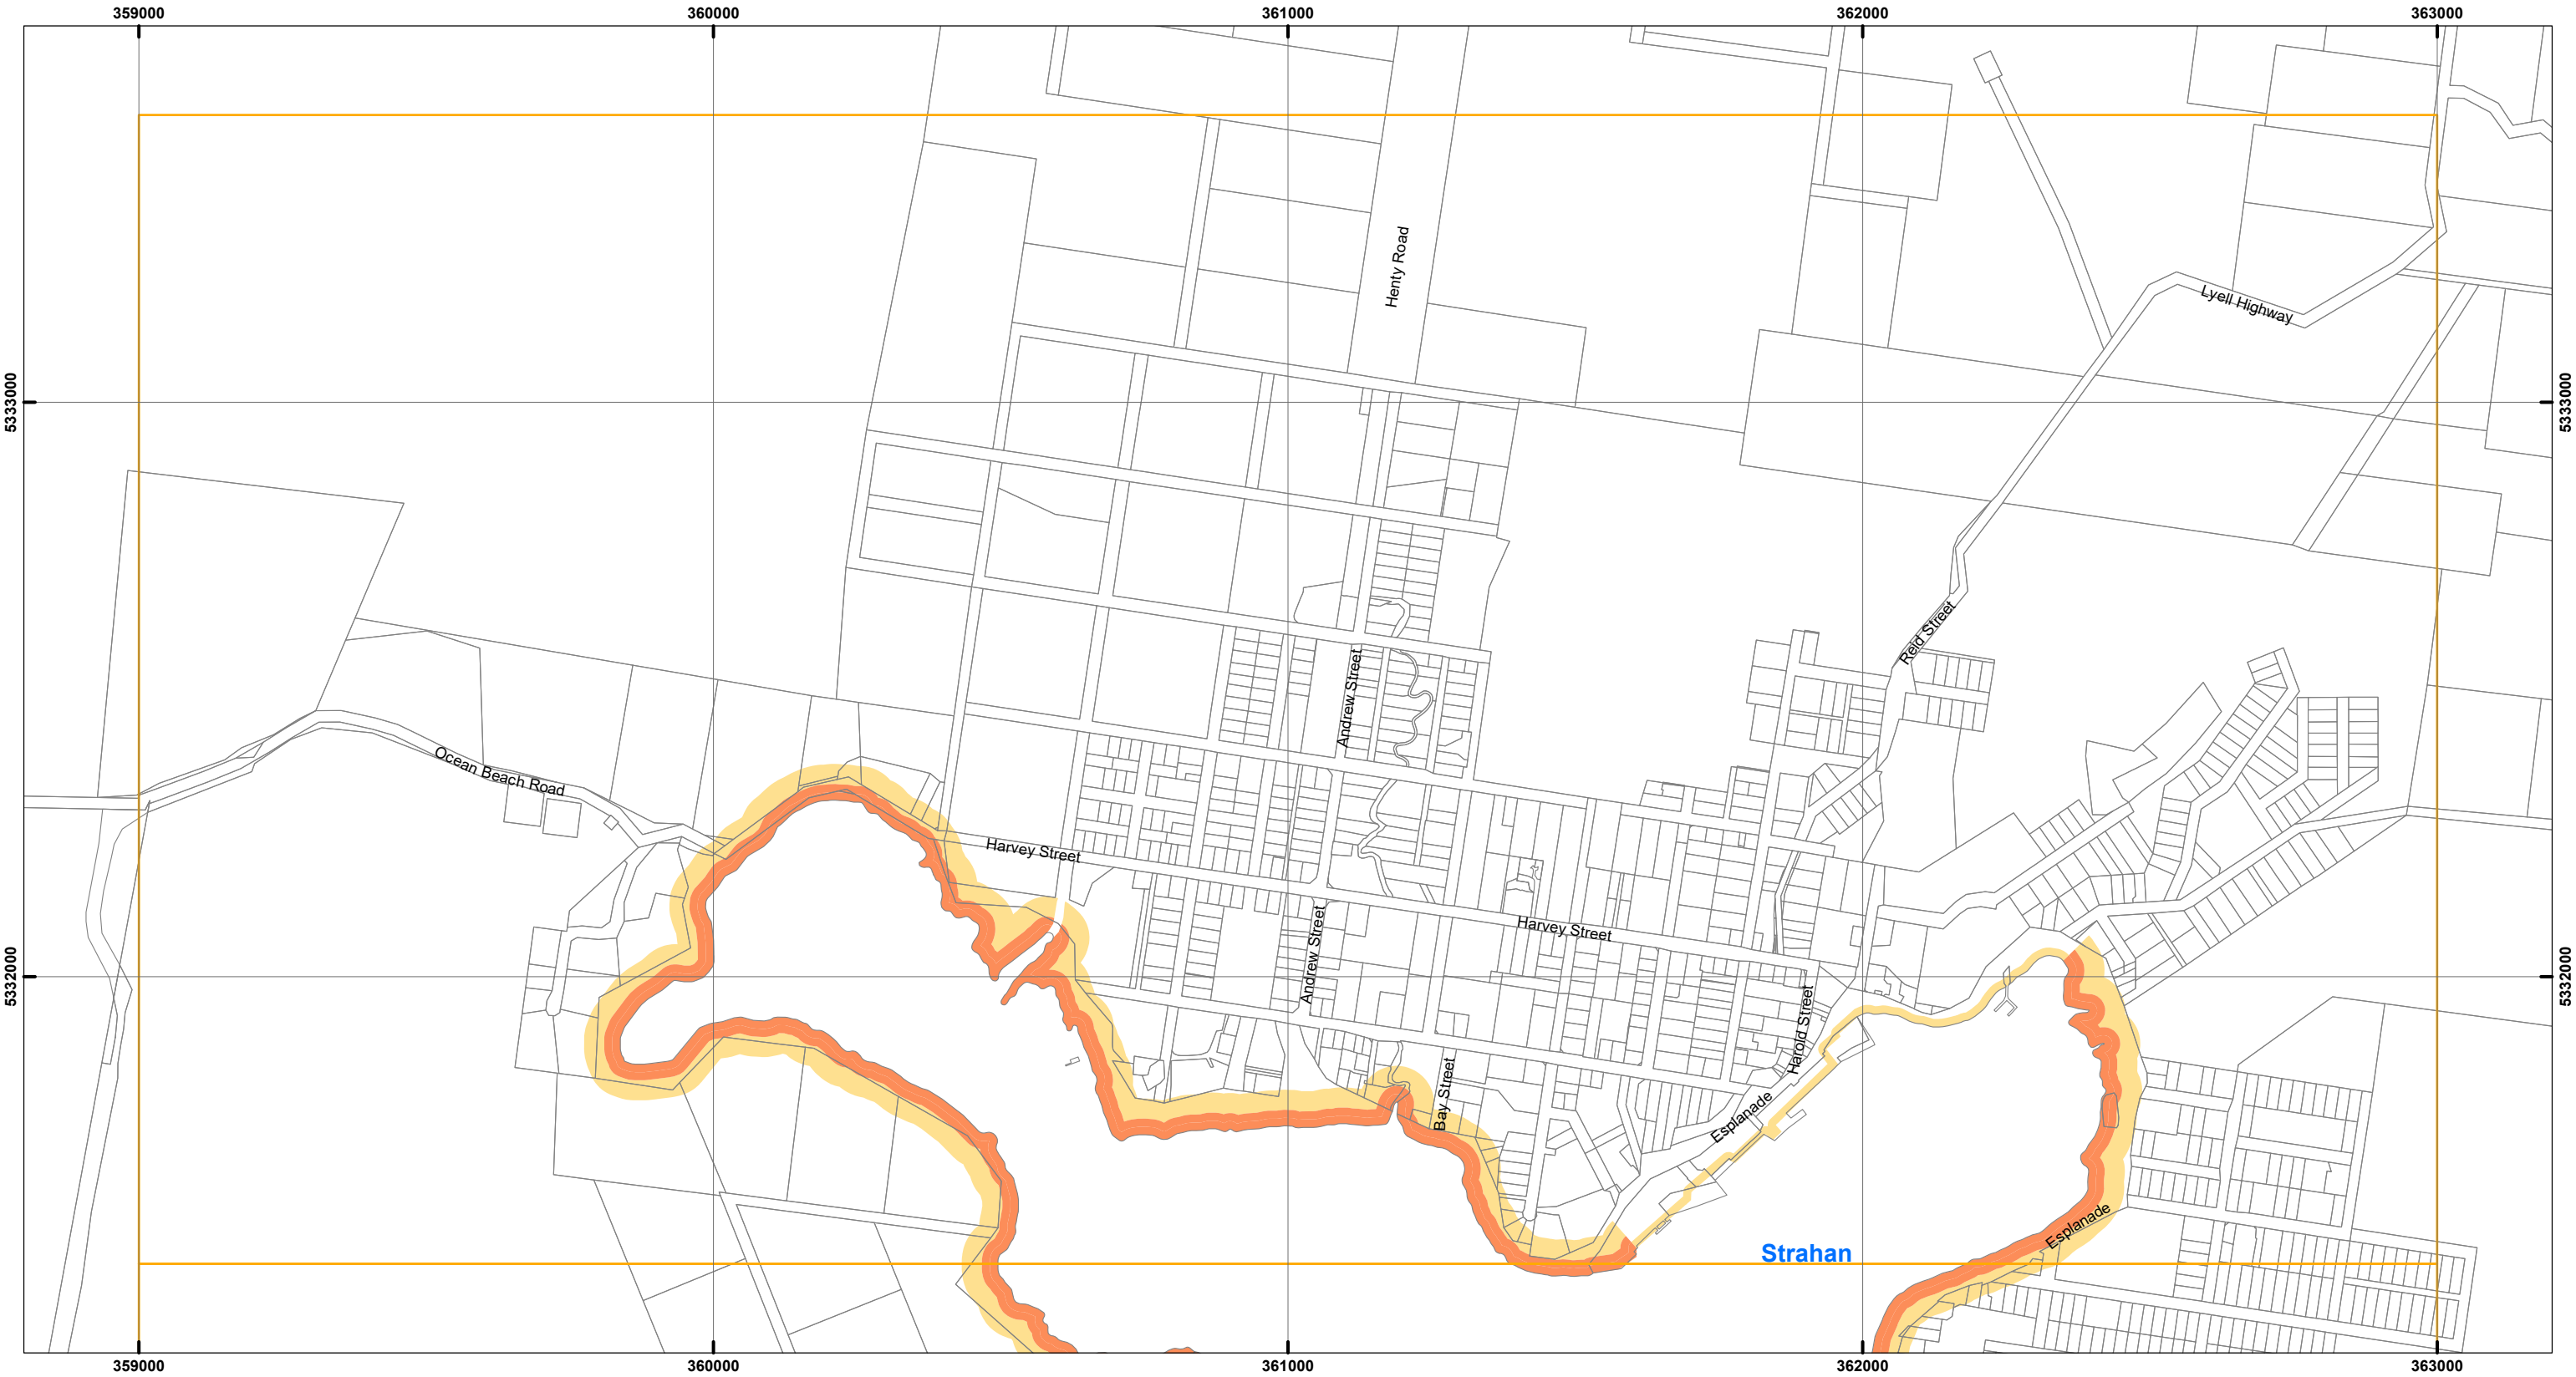 359000
360000
361000
362000
363000
Henty Road
Lyell Highway
5333000
5333000
Reid Street
Andrew Street
Ocean Beach Road
Harvey Street
Harvey Street
Andrew Street
5332000
5332000
Harold Street
Bay Street
Esplanade
Esplanade
Strahan
359000
360000
361000
362000
363000